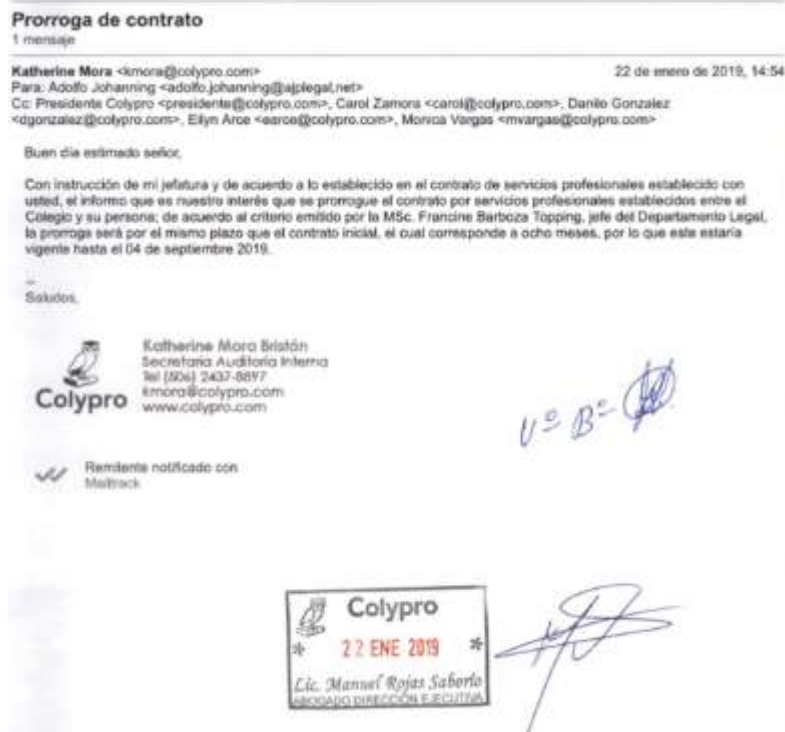 Prorroga de contrato
1 mensaje
Katherine Mora <kmora@colypro.com>
22 de enero de 2019, 14:54
Para: Adolfo Johanning <adolfo.johanning@ajplegal.net>
Cc: Presidente Colypro <presidente@colypro.com>, Carol Zamora <carol@colypro.com>, Danilo Gonzalez
<dgonzalez@colypro.com>, Eilyn Arce <earce@colypro.com>, Monica Vargas <mvargas@colypro.com>
Buen día estimado señor,
Con instrucción de mi jefatura y de acuerdo a lo establecido en el contrato de servicios profesionales establecido con
usted, el informo que es nuestro interés que se prorrogue el contrato por servicios profesionales establecidos entre el
Colegio y su persona; de acuerdo al criterio emitido por la MSc. Francine Barboza Topping, jefe del Departamento Legal,
la prorroga será por el mismo plazo que el contrato inicial, el cual corresponde a ocho meses, por lo que este estaría
vigente hasta el 04 de septiembre 2019.
--
Saludos,
Colypro
Katherine Mora Bristán
Secretaria Auditoría Interna
Tel (506) 2437-8897
kmora@colypro.com
www.colypro.com
Vº Bº
Remitente notificado con
Mailtrack
Colypro
* 22 ENE 2019 *
Lic. Manuel Rojas Saborío
ABOGADO DIRECCIÓN EJECUTIVA